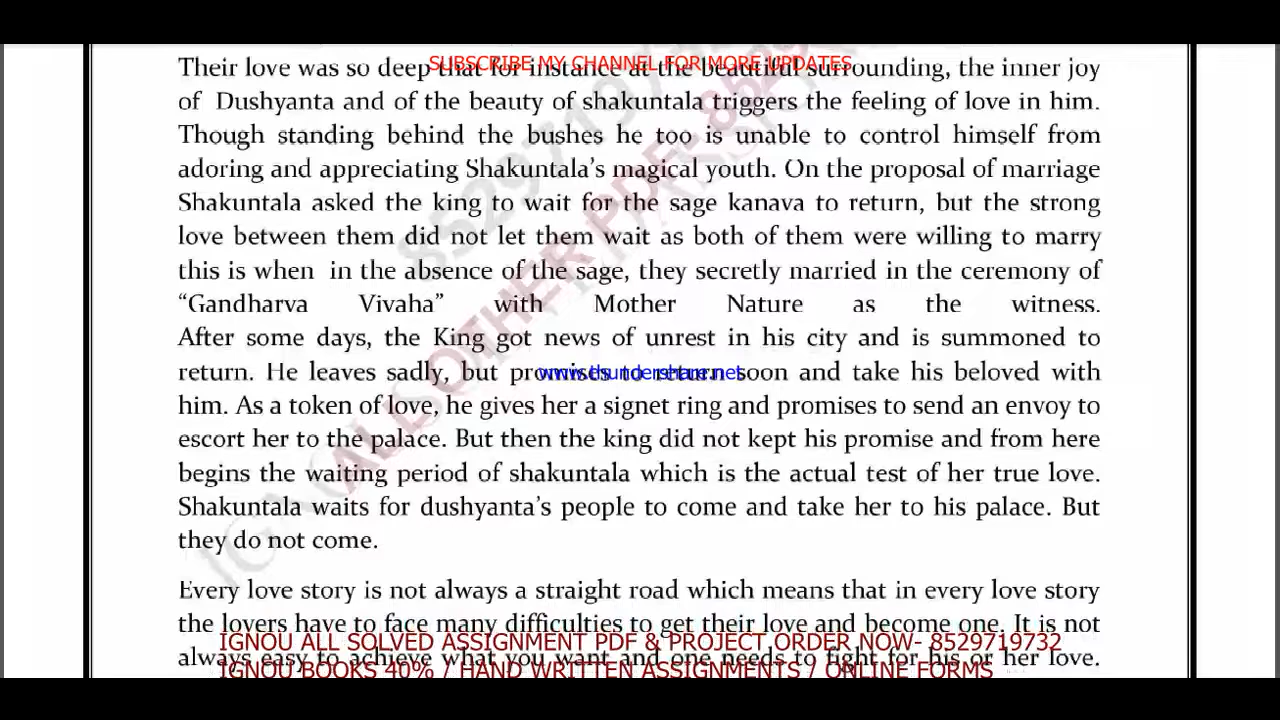 SUBSCRIBE MY CHANNEL FOR MORE UPDATES
Their love was so deep that for instance at the beautiful surrounding, the inner joy
of Dushyanta and of the beauty of shakuntala triggers the feeling of love in him.
Though standing behind the bushes he too is unable to control himself from
adoring and appreciating Shakuntala’s magical youth. On the proposal of marriage
Shakuntala asked the king to wait for the sage kanava to return, but the strong
love between them did not let them wait as both of them were willing to marry
this is when in the absence of the sage, they secretly married in the ceremony of
“Gandharva Vivaha” with Mother Nature as the witness.
After some days, the King got news of unrest in his city and is summoned to
return. He leaves sadly, but promises to return soon and take his beloved with
www.thundershare.net
him. As a token of love, he gives her a signet ring and promises to send an envoy to
escort her to the palace. But then the king did not kept his promise and from here
begins the waiting period of shakuntala which is the actual test of her true love.
Shakuntala waits for dushyanta’s people to come and take her to his palace. But
they do not come.
Every love story is not always a straight road which means that in every love story
the lovers have to face many difficulties to get their love and become one. It is not
IGNOU ALL SOLVED ASSIGNMENT PDF & PROJECT ORDER NOW- 8529719732
always easy to achieve what you want and one needs to fight for his or her love.
IGNOU BOOKS 40% / HAND WRITTEN ASSIGNMENTS / ONLINE FORMS